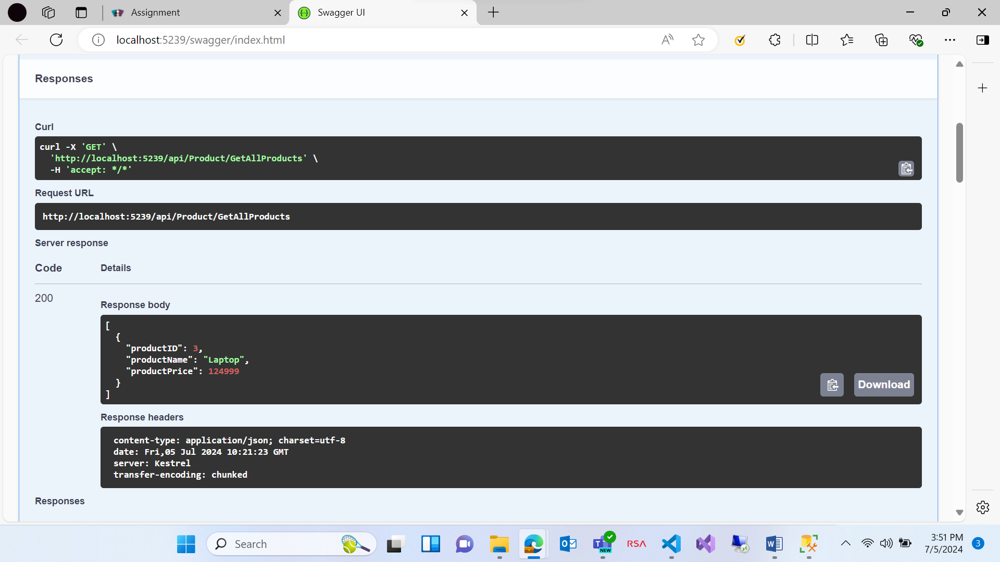 Assignment
Swagger UI
localhost:5239/swagger/index.html
Responses
Curl
curl -X 'GET' \
'http://localhost:5239/api/Product/GetAllProducts' \
-H 'accept: */*'
Request URL
http://localhost:5239/api/Product/GetAllProducts
Server response
Code Details
200
Response body
[
{
"productID": 3,
"productName": "Laptop",
"productPrice": 124999
}
]
Download
Response headers
content-type: application/json; charset=utf-8
date: Fri,05 Jul 2024 10:21:23 GMT
server: Kestrel
transfer-encoding: chunked
Responses
Search
NEW
RSA
3:51 PM
7/5/2024
3